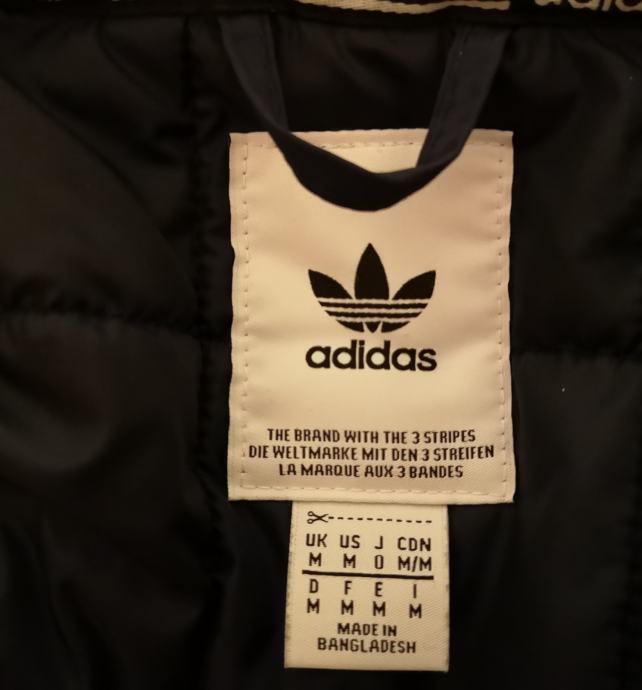 adidas
adidas
THE BRAND WITH THE 3 STRIPES
DIE WELTMARKE MIT DEN 3 STREIFEN
LA MARQUE AUX 3 BANDES
UK US J CDN
M M O M/M
D F E I
M M M M
MADE IN
BANGLADESH